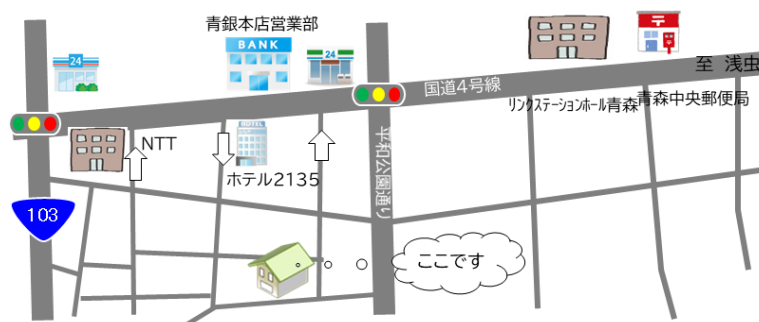 青銀本店営業部
BANK
24
24
国道4号線
至 浅虫
リンクステーションホール青森
青森中央郵便局
NTT
HOTEL
ホテル2135
平和公園通り
103
ここです